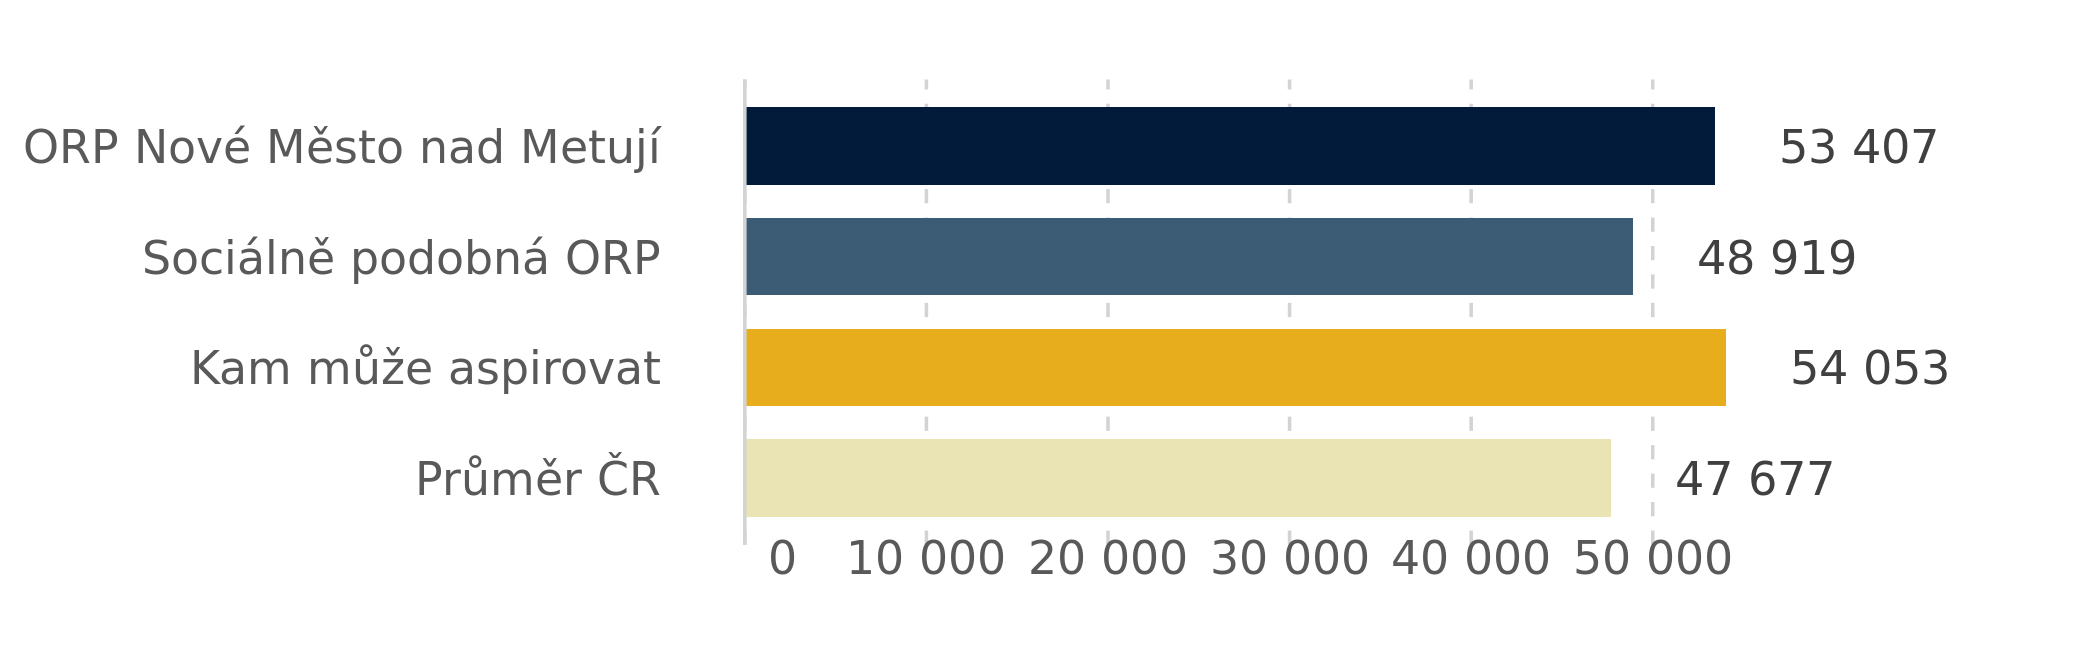 ORP Nové Město nad Metují 53 407
Sociálně podobná ORP 48 919
Kam může aspirovat 54 053
Průměr ČR 47 677
0 10 000 20 000 30 000 40 000 50 000